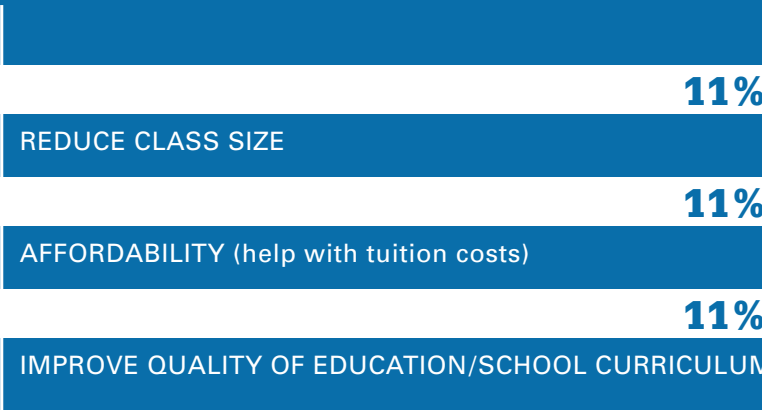 11%
REDUCE CLASS SIZE
11%
AFFORDABILITY (help with tuition costs)
11%
IMPROVE QUALITY OF EDUCATION/SCHOOL CURRICULUM